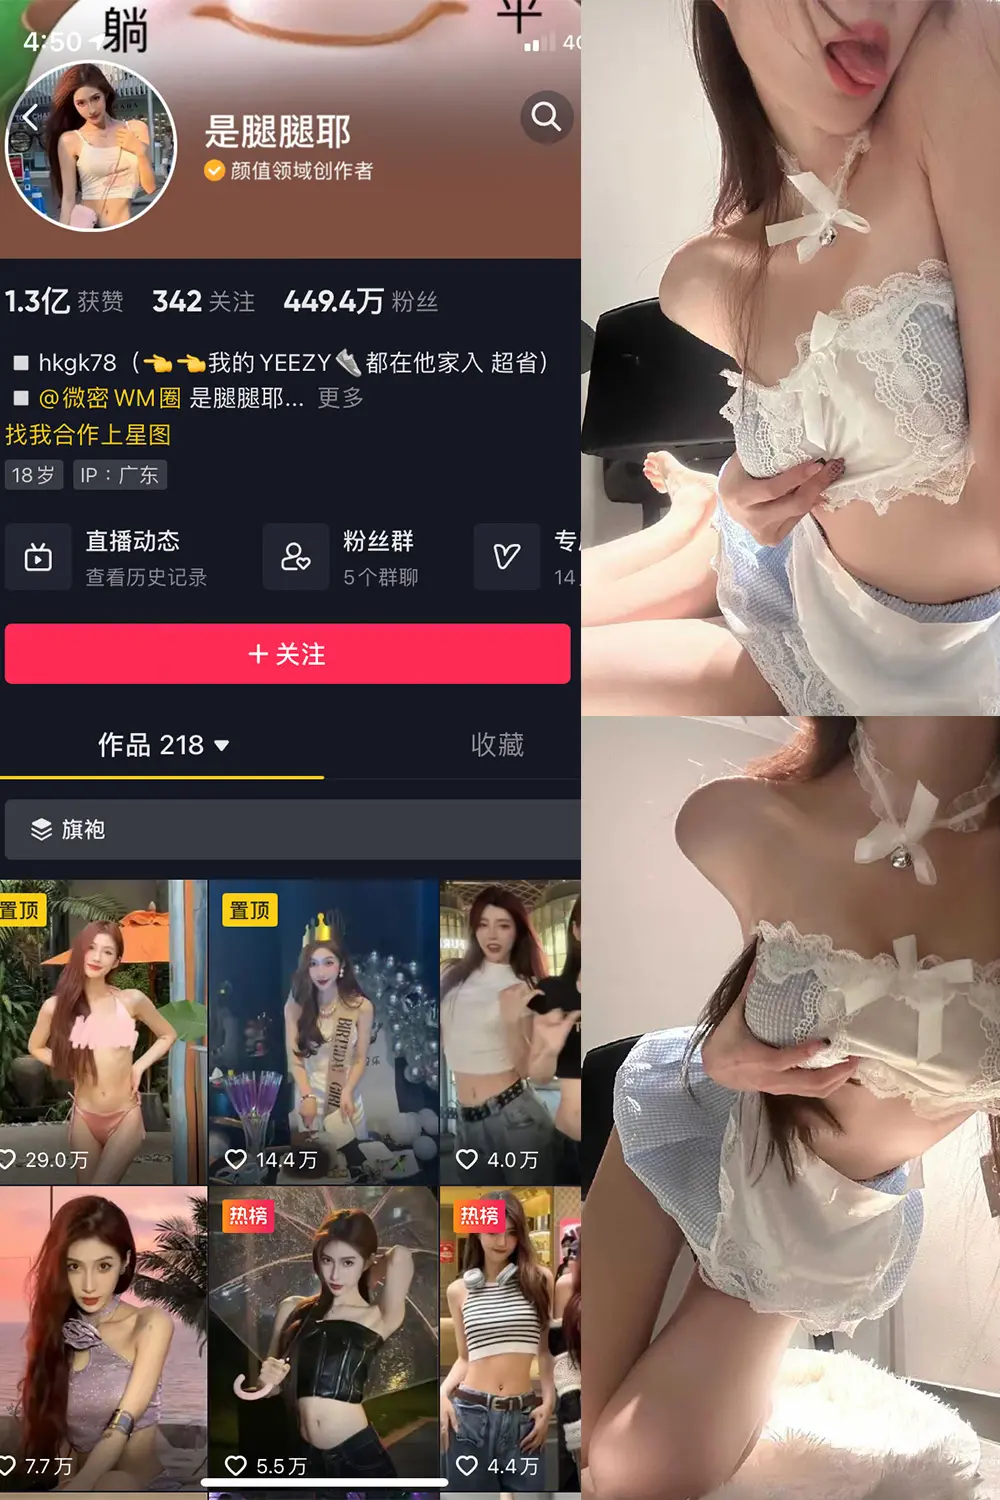 躺 平
4:50
是腿腿耶
颜值领域创作者
1.3亿 获赞 342 关注 449.4万 粉丝
hkgk78（👈👈我的YEEZY👟都在他家入 超省）
@微密WM圈 是腿腿耶... 更多
找我合作上星图
18岁 IP：广东
直播动态 粉丝群
查看历史记录 5个群聊 14
+ 关注
作品 218 收藏
旗袍
置顶 置顶
29.0万 14.4万 4.0万
热榜 热榜
7.7万 5.5万 4.4万